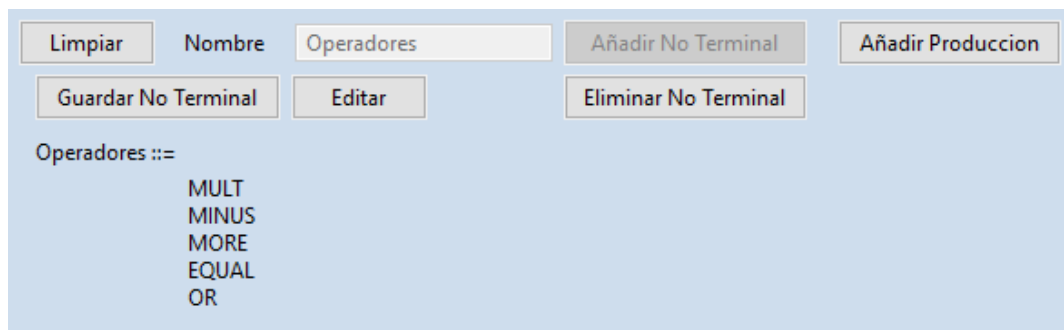 Limpiar Nombre Operadores Añadir No Terminal Añadir Produccion
Guardar No Terminal Editar Eliminar No Terminal
Operadores ::=
MULT
MINUS
MORE
EQUAL
OR